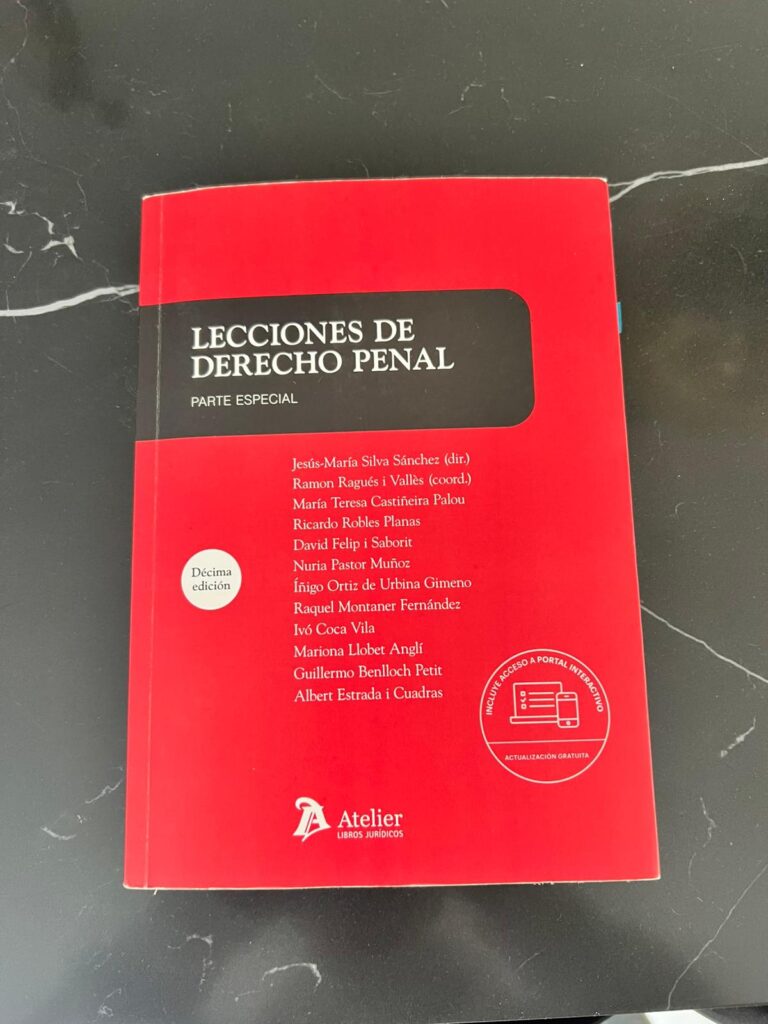 LECCIONES DE
DERECHO PENAL
PARTE ESPECIAL
Jesús-María Silva Sánchez (dir.)
Ramon Ragués i Vallès (coord.)
María Teresa Castiñeira Palou
Ricardo Robles Planas
David Felip i Saborit
Nuria Pastor Muñoz
Íñigo Ortiz de Urbina Gimeno
Raquel Montaner Fernández
Ivó Coca Vila
Mariona Llobet Anglí
Guillermo Benlloch Petit
Albert Estrada i Cuadras
Décima
edición
INCLUYE ACCESO A PORTAL INTERACTIVO
ACTUALIZACIÓN GRATUITA
Atelier
LIBROS JURÍDICOS